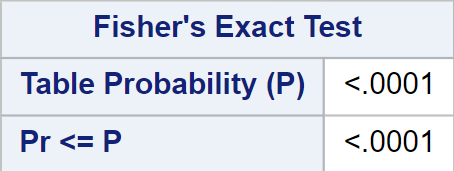 Fisher's Exact Test
Table Probability (P) <.0001
Pr <= P <.0001